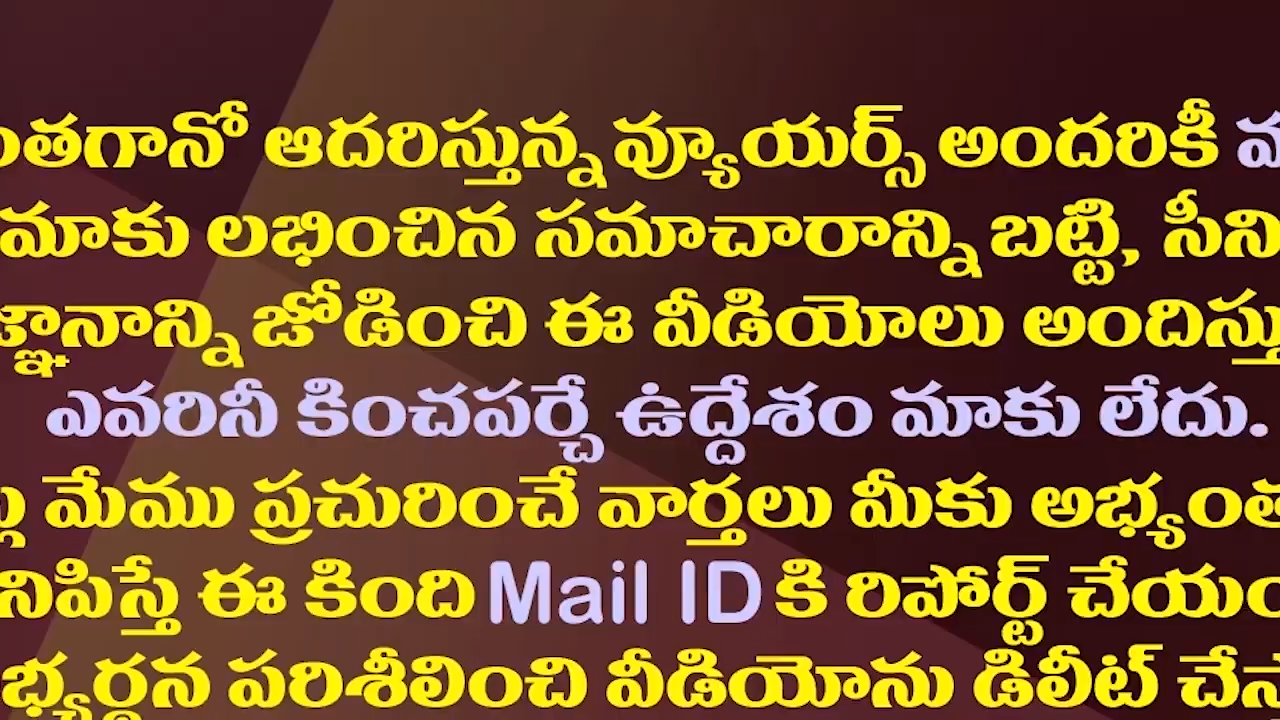 ఆదరిస్తున్న వ్యూయర్స్ అందరికీ
మాకు లభించిన సమాచారాన్ని బట్టి, సీని
జోడించి ఈ వీడియోలు
ఎవరినీ కించపర్చే ఉద్దేశం మాకు లేదు.
మేము ప్రచురించే వార్తలు మీకు
ఈ కింది Mail ID కి రిపోర్ట్
పరిశీలించి వీడియోను డిలీట్